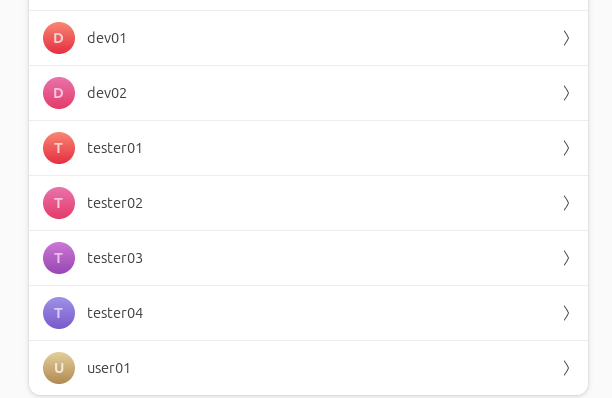 D dev01
D dev02
T tester01
T tester02
T tester03
T tester04
U user01